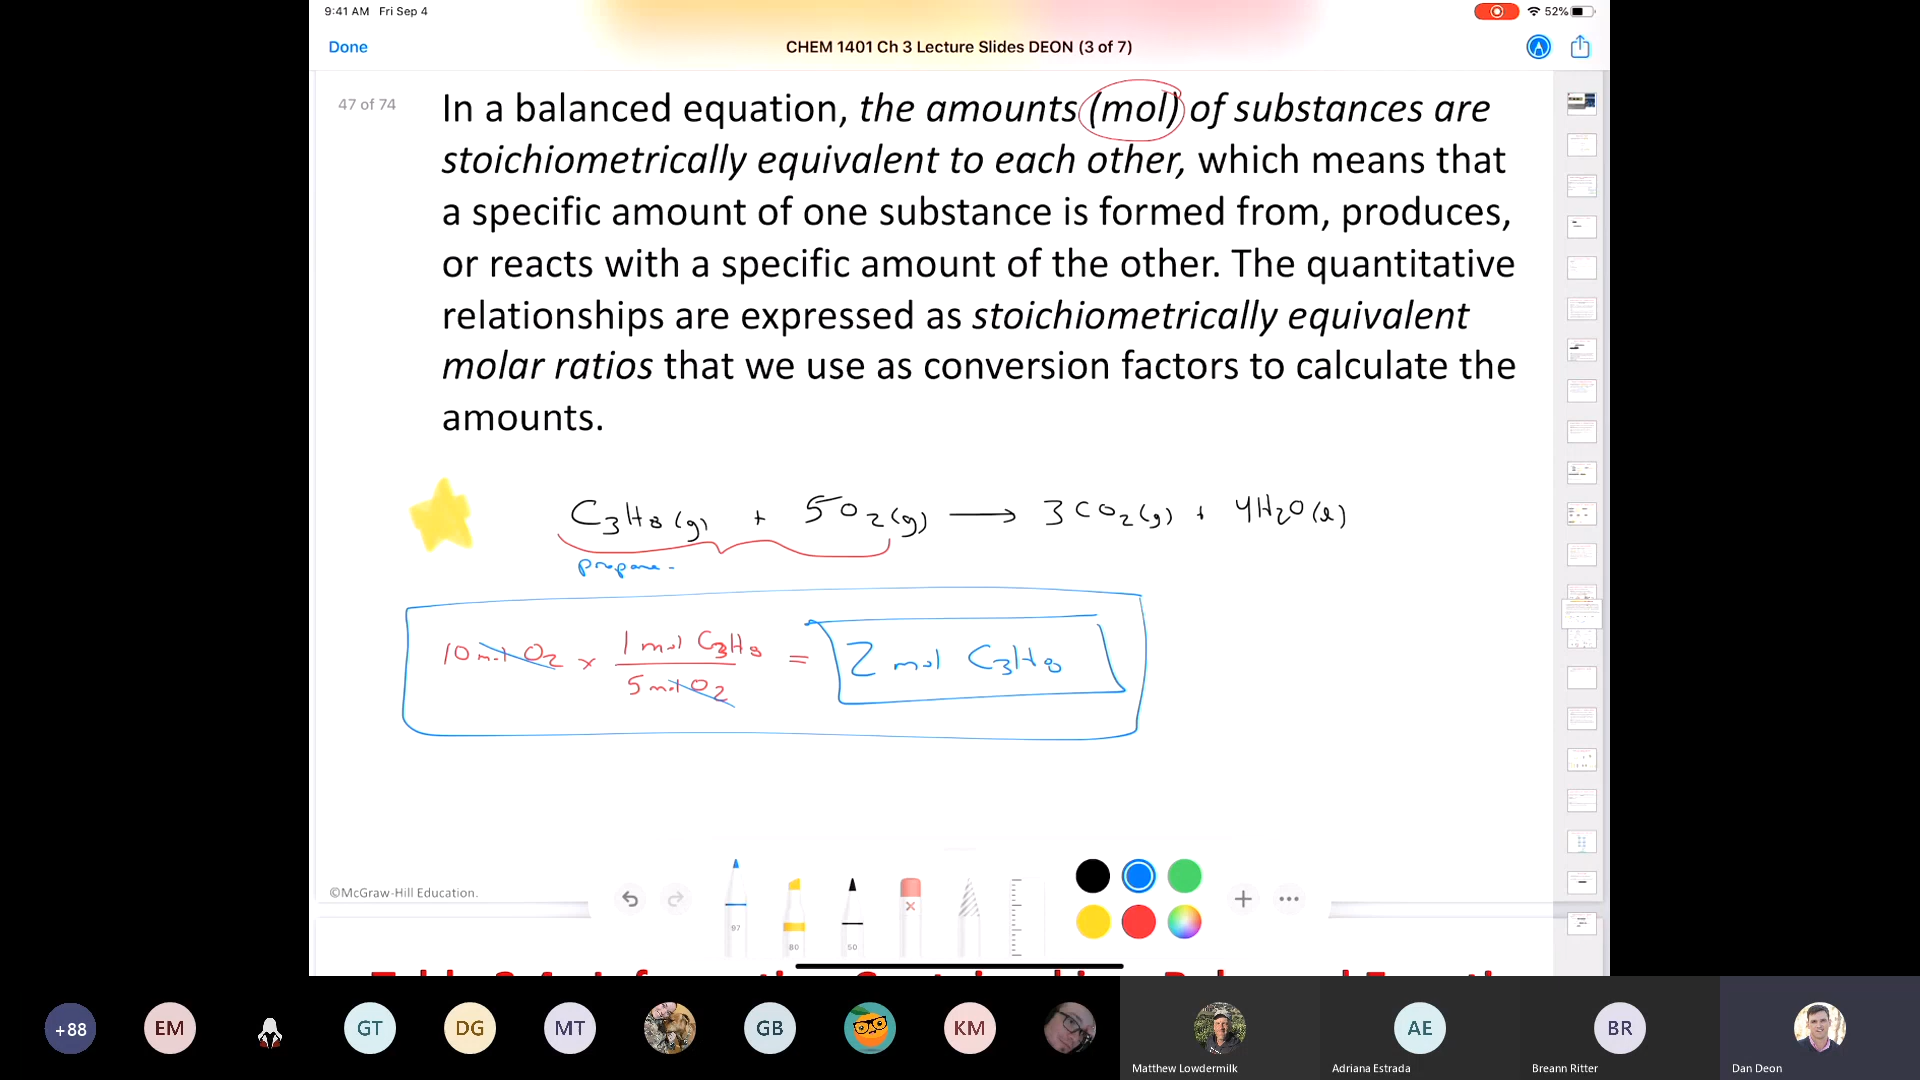 9:41 AM Fri Sep 4
52%
Done
CHEM 1401 Ch 3 Lecture Slides DEON (3 of 7)
47 of 74
In a balanced equation, the amounts (mol) of substances are
stoichiometrically equivalent to each other, which means that
a specific amount of one substance is formed from, produces,
or reacts with a specific amount of the other. The quantitative
relationships are expressed as stoichiometrically equivalent
molar ratios that we use as conversion factors to calculate the
amounts.
C₃H₈(g) + 5O₂(g) ⟶ 3CO₂(g) + 4H₂O(l)
propane.
10 mol O₂ × 1 mol C₃H₈ / 5 mol O₂ = 2 mol C₃H₈
©McGraw-Hill Education.
97
80
50
+88
EM
GT
DG
MT
GB
KM
AE
BR
Matthew Lowdermilk
Adriana Estrada
Breann Ritter
Dan Deon